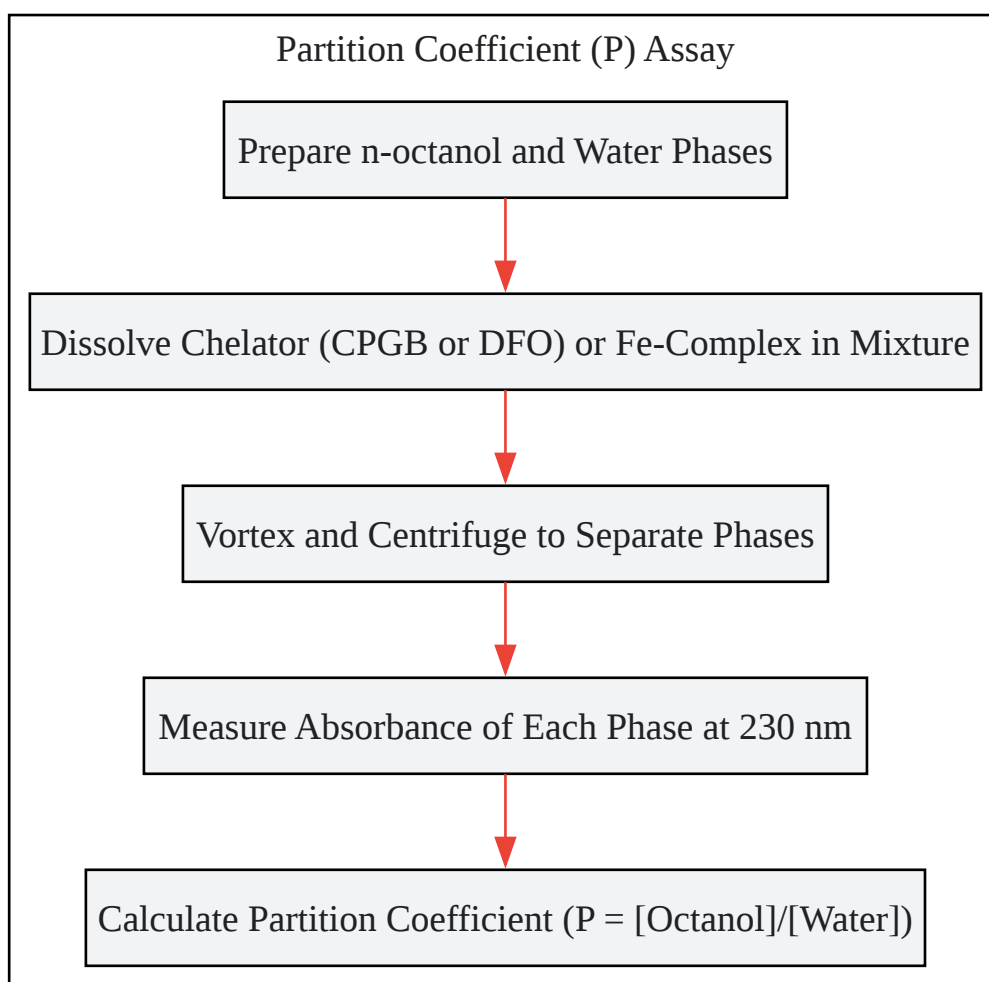 Partition Coefficient (P) Assay
Prepare n-octanol and Water Phases
Dissolve Chelator (CPGB or DFO) or Fe-Complex in Mixture
Vortex and Centrifuge to Separate Phases
Measure Absorbance of Each Phase at 230 nm
Calculate Partition Coefficient (P = [Octanol]/[Water])